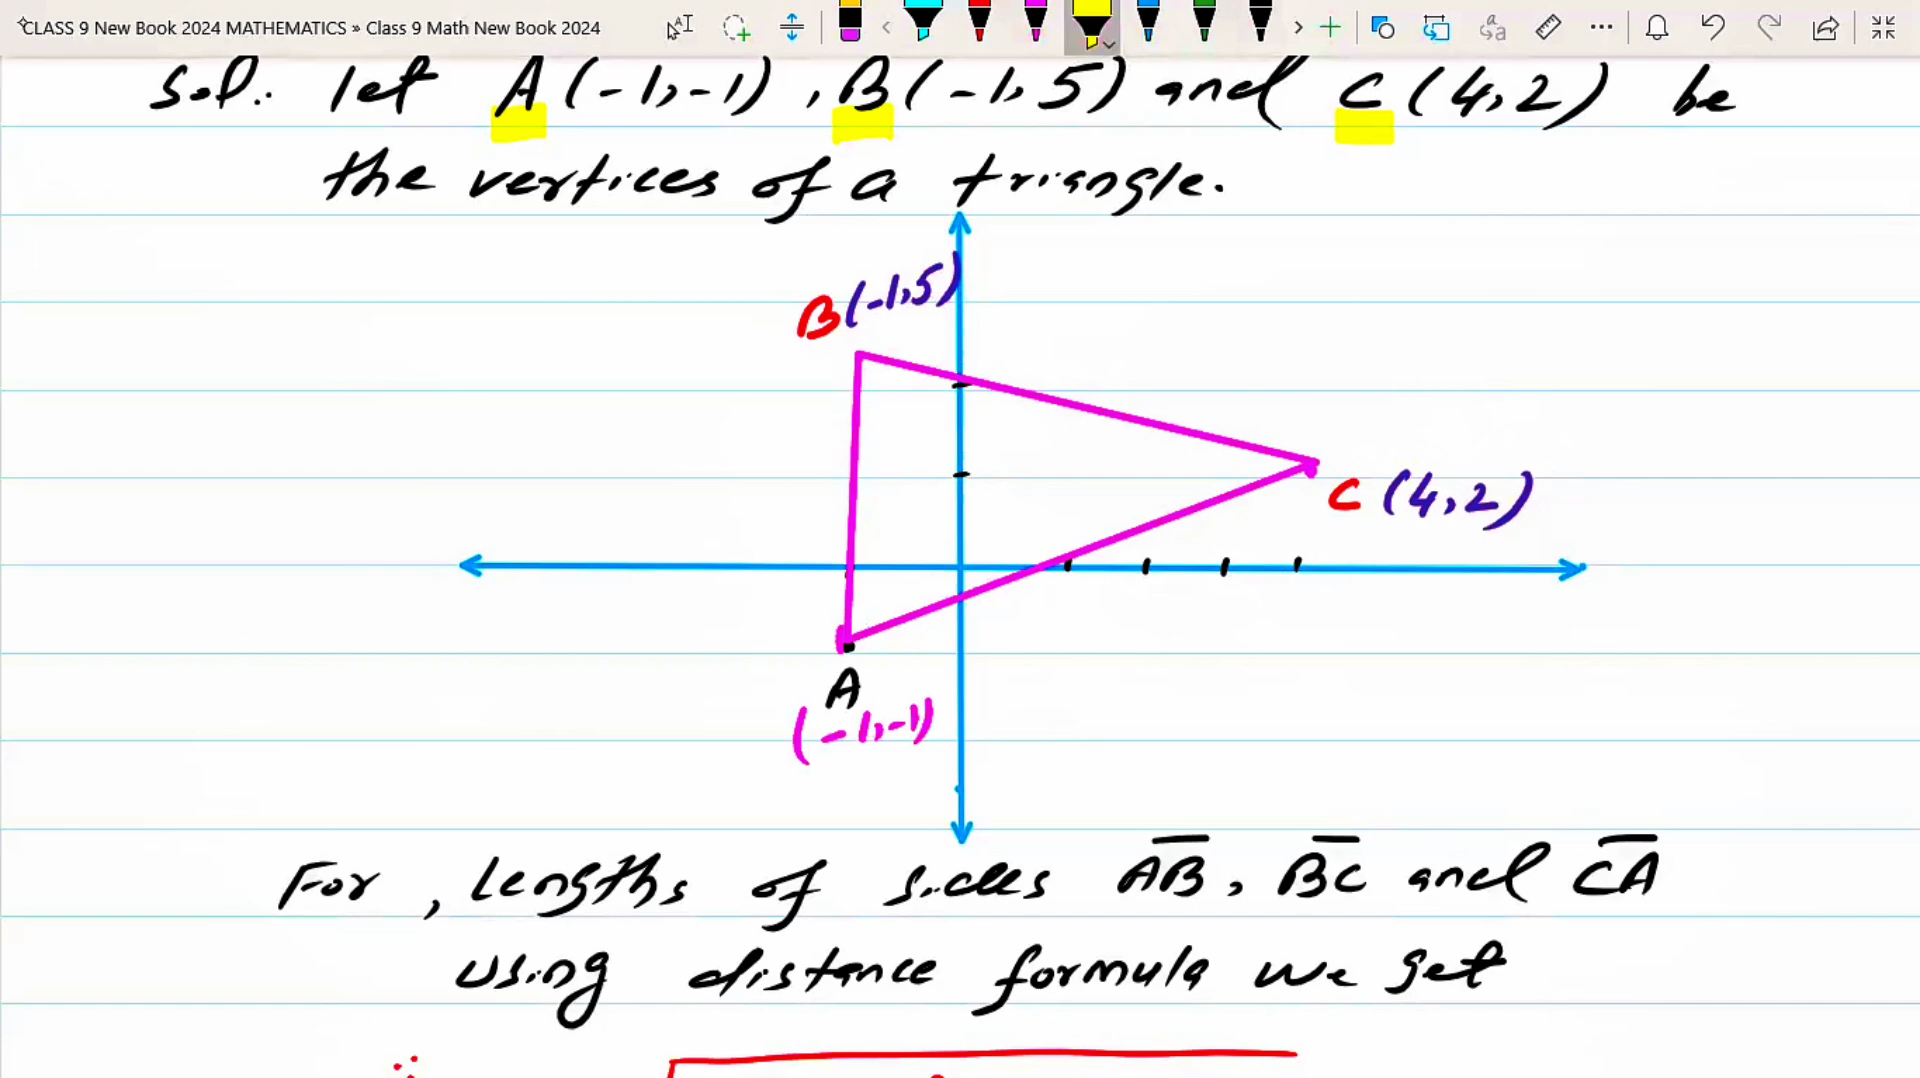 CLASS 9 New Book 2024 MATHEMATICS » Class 9 Math New Book 2024
Sol:. let A(-1,-1), B(-1,5) and C(4,2) be
the vertices of a triangle.
B(-1,5)
C (4,2)
A
(-1,-1)
For, lengths of sides AB, BC and CA
using distance formula we get